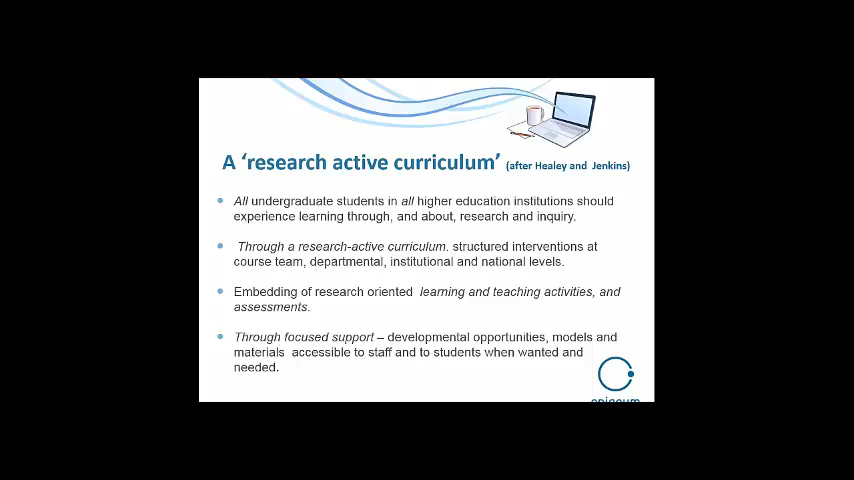 A ‘research active curriculum’ (after Healey and Jenkins)
All undergraduate students in all higher education institutions should
experience learning through, and about, research and inquiry.
Through a research-active curriculum. structured interventions at
course team, departmental, institutional and national levels.
Embedding of research oriented learning and teaching activities, and
assessments.
Through focused support – developmental opportunities, models and
materials accessible to staff and to students when wanted and
needed.
epigeum